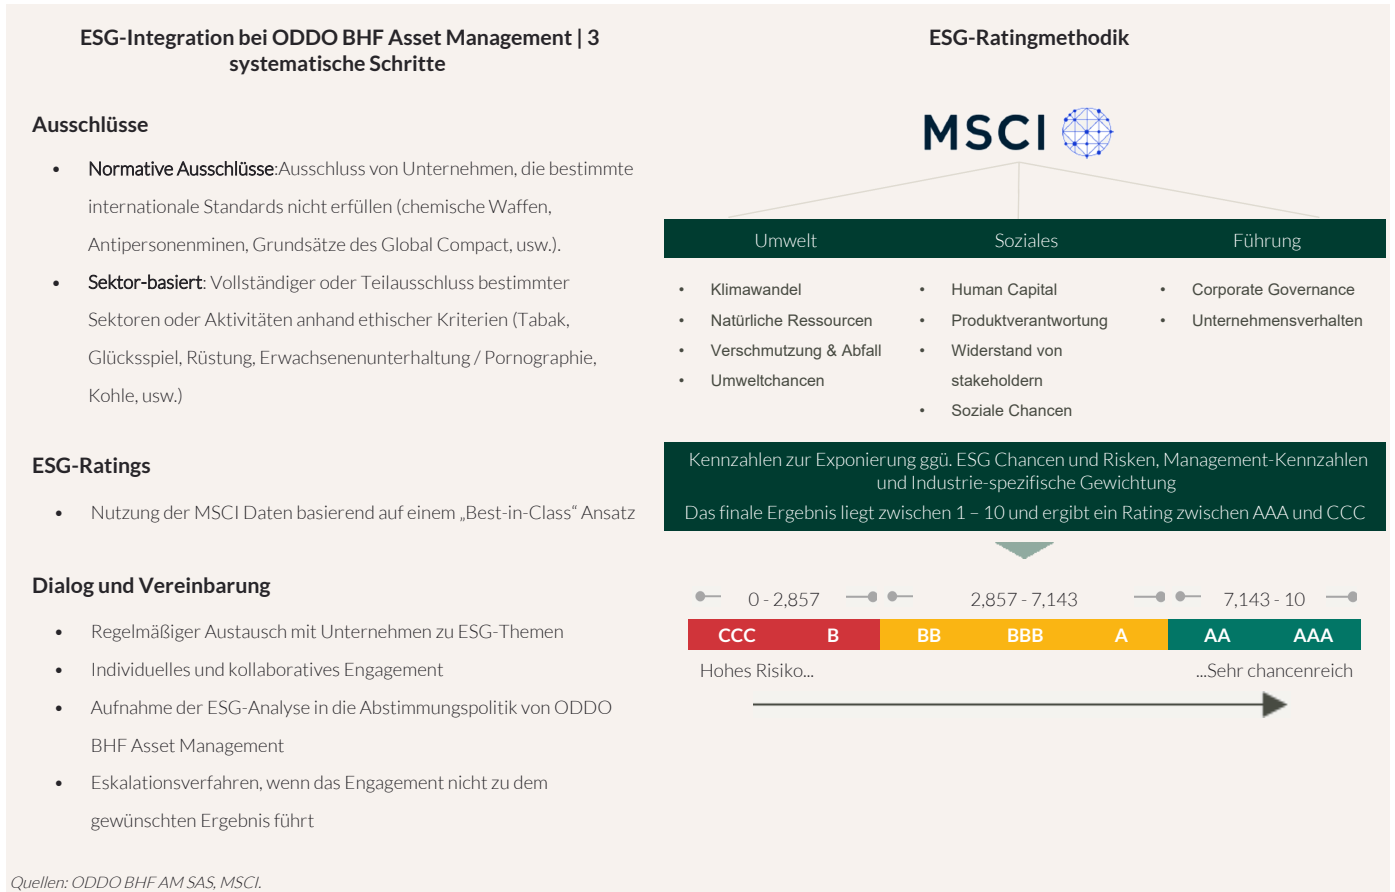 ESG-Integration bei ODDO BHF Asset Management | 3
systematische Schritte
Ausschlüsse
• Normative Ausschlüsse:Ausschluss von Unternehmen, die bestimmte
internationale Standards nicht erfüllen (chemische Waffen,
Antipersonenminen, Grundsätze des Global Compact, usw.).
• Sektor-basiert: Vollständiger oder Teilausschluss bestimmter
Sektoren oder Aktivitäten anhand ethischer Kriterien (Tabak,
Glücksspiel, Rüstung, Erwachsenenunterhaltung / Pornographie,
Kohle, usw.)
ESG-Ratings
• Nutzung der MSCI Daten basierend auf einem „Best-in-Class“ Ansatz
Dialog und Vereinbarung
• Regelmäßiger Austausch mit Unternehmen zu ESG-Themen
• Individuelles und kollaboratives Engagement
• Aufnahme der ESG-Analyse in die Abstimmungspolitik von ODDO
BHF Asset Management
• Eskalationsverfahren, wenn das Engagement nicht zu dem
gewünschten Ergebnis führt
ESG-Ratingmethodik
MSCI
Umwelt
• Klimawandel
• Natürliche Ressourcen
• Verschmutzung & Abfall
• Umweltchancen
Soziales
• Human Capital
• Produktverantwortung
• Widerstand von
stakeholdern
• Soziale Chancen
Führung
• Corporate Governance
• Unternehmensverhalten
Kennzahlen zur Exponierung ggü. ESG Chancen und Risken, Management-Kennzahlen
und Industrie-spezifische Gewichtung
Das finale Ergebnis liegt zwischen 1 – 10 und ergibt ein Rating zwischen AAA und CCC
0 - 2,857 2,857 - 7,143 7,143 - 10
CCC B BB BBB A AA AAA
Hohes Risiko... ...Sehr chancenreich
Quellen: ODDO BHF AM SAS, MSCI.